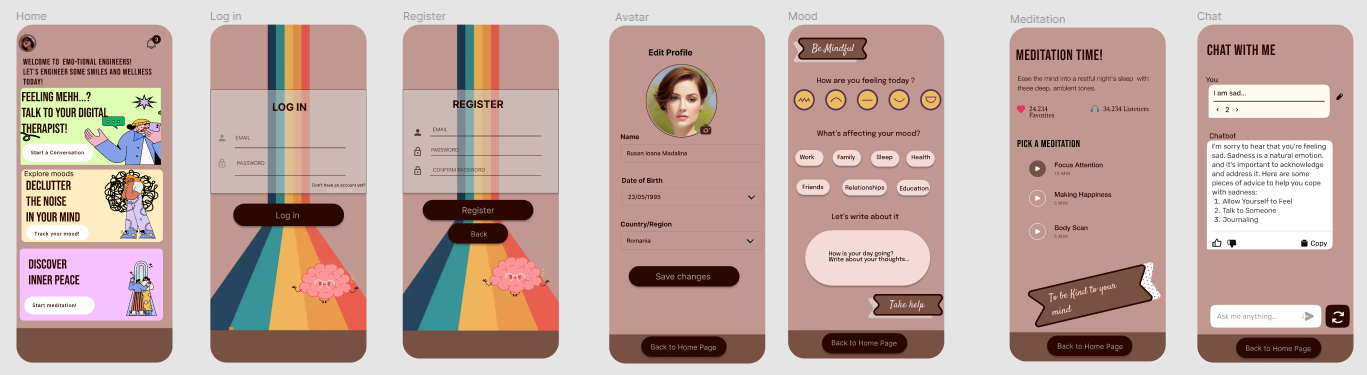 Home
3
WELCOME TO EMO-TIONAL ENGINEERS!
LET'S ENGINEER SOME SMILES AND WELLNESS
TODAY!
FEELING MEHH...?
TALK TO YOUR DIGITAL
THERAPIST!
Start a Conversation
Explore moods
DECLUTTER
THE NOISE
IN YOUR MIND
Track your mood!
DISCOVER
INNER PEACE
Start meditation!
Log in
LOG IN
EMAIL
PASSWORD
Don't have an account yet?
Log in
Register
REGISTER
EMAIL
PASSWORD
CONFIRM PASSWORD
Register
Back
Avatar
Edit Profile
Name
Rusan Ioana Madalina
Date of Birth
23/05/1995
Country/Region
Romania
Save changes
Back to Home Page
Mood
Be Mindful
How are you feeling today ?
What's affecting your mood?
Work Family Sleep Health
Friends Relationships Education
Let's write about it
How is your day going?
Write about your thoughts...
Take help
Back to Home Page
Meditation
MEDITATION TIME!
Ease the mind into a restful night's sleep with
these deep, ambient tones.
24.234 34.234 Listeners
Favorites
PICK A MEDITATION
Focus Attention
10 MIN
Making Happiness
3 MIN
Body Scan
5 MIN
To be Kind to your
mind
Back to Home Page
Chat
CHAT WITH ME
You
I am sad...
‹ 2 ›
Chatbot
I'm sorry to hear that you're feeling
sad. Sadness is a natural emotion,
and it's important to acknowledge
and address it. Here are some
pieces of advice to help you cope
with sadness:
1. Allow Yourself to Feel
2. Talk to Someone
3. Journaling
Copy
Ask me anything...
Back to Home Page